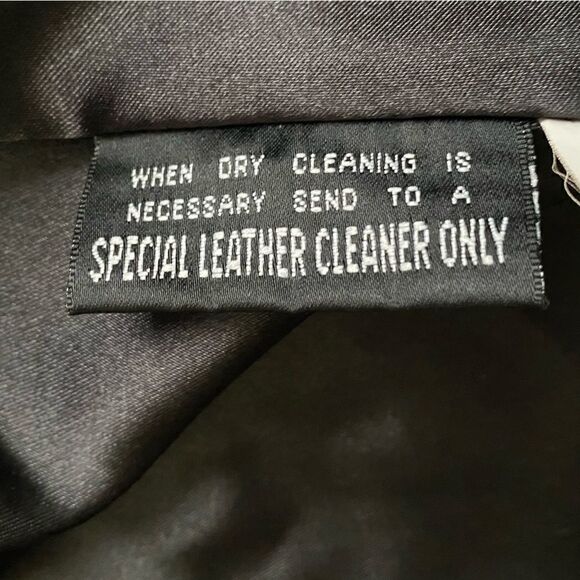 WHEN DRY CLEANING IS
NECESSARY SEND TO A
SPECIAL LEATHER CLEANER ONLY